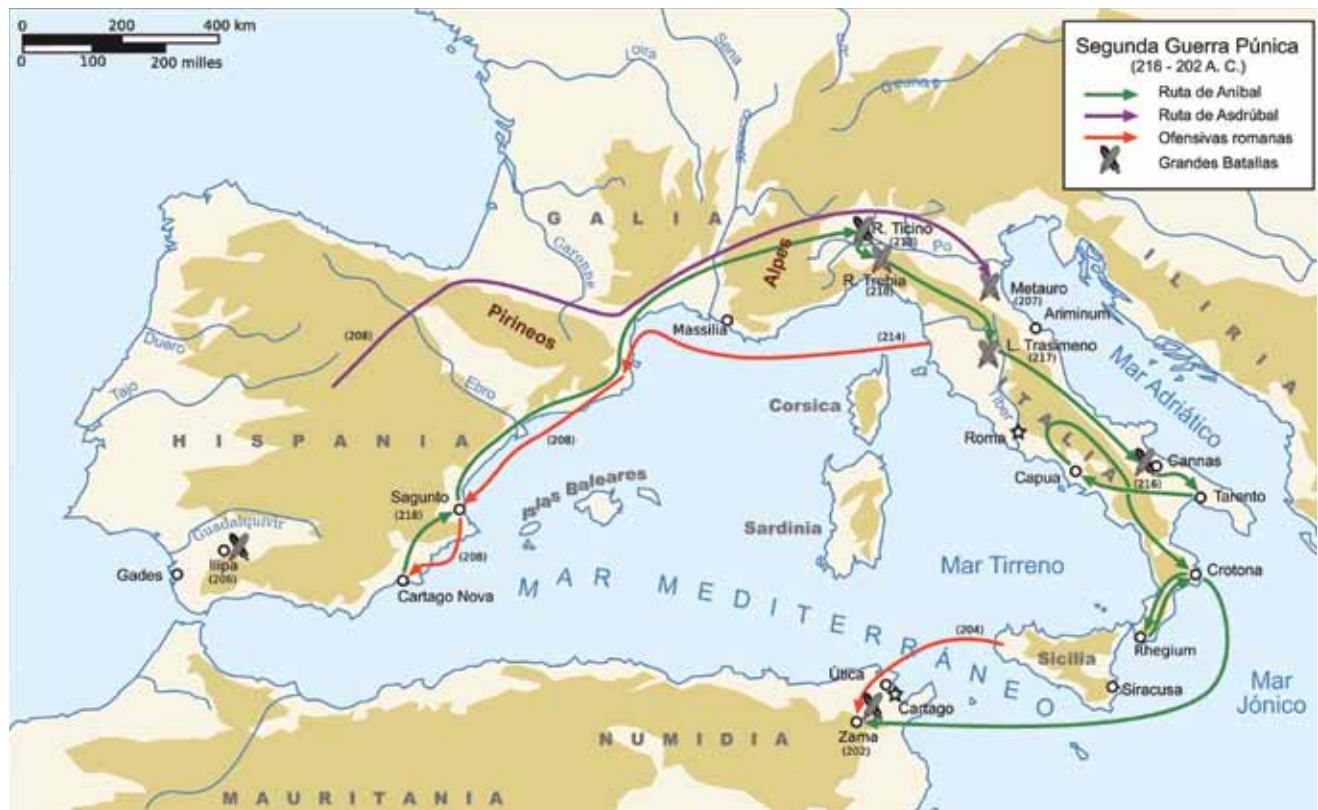 0 200 400 km
0 100 200 milles
Segunda Guerra Púnica
(216 - 202 A. C.)
Ruta de Aníbal
Ruta de Asdrúbal
Ofensivas romanas
Grandes Batallas
Loira
Sena
GALIA
Garonne
Alpes
R. Ticino
(218)
Po
R. Trebia
(218)
Metauro
(207)
Ariminum
L. Trasimeno
(217)
ILIRIA
Massilia
Pirineos
(208)
(214)
Duero
Tajo
Ebro
HISPANIA
(208)
Corsica
ITALIA
Tíber
Mar Adriático
Roma
Cannas
(216)
Capua
Taranto
Islas Baleares
Sagunto
(218)
Guadalquivir
(208)
Ilipa
(206)
Gades
Cartago Nova
Sardinia
Mar Tirreno
Crotona
MAR MEDITERRÁNEO
(204)
Rhegium
Sicilia
Siracusa
Mar
Jónico
Útica
Cartago
Zama
(202)
NUMIDIA
MAURITANIA